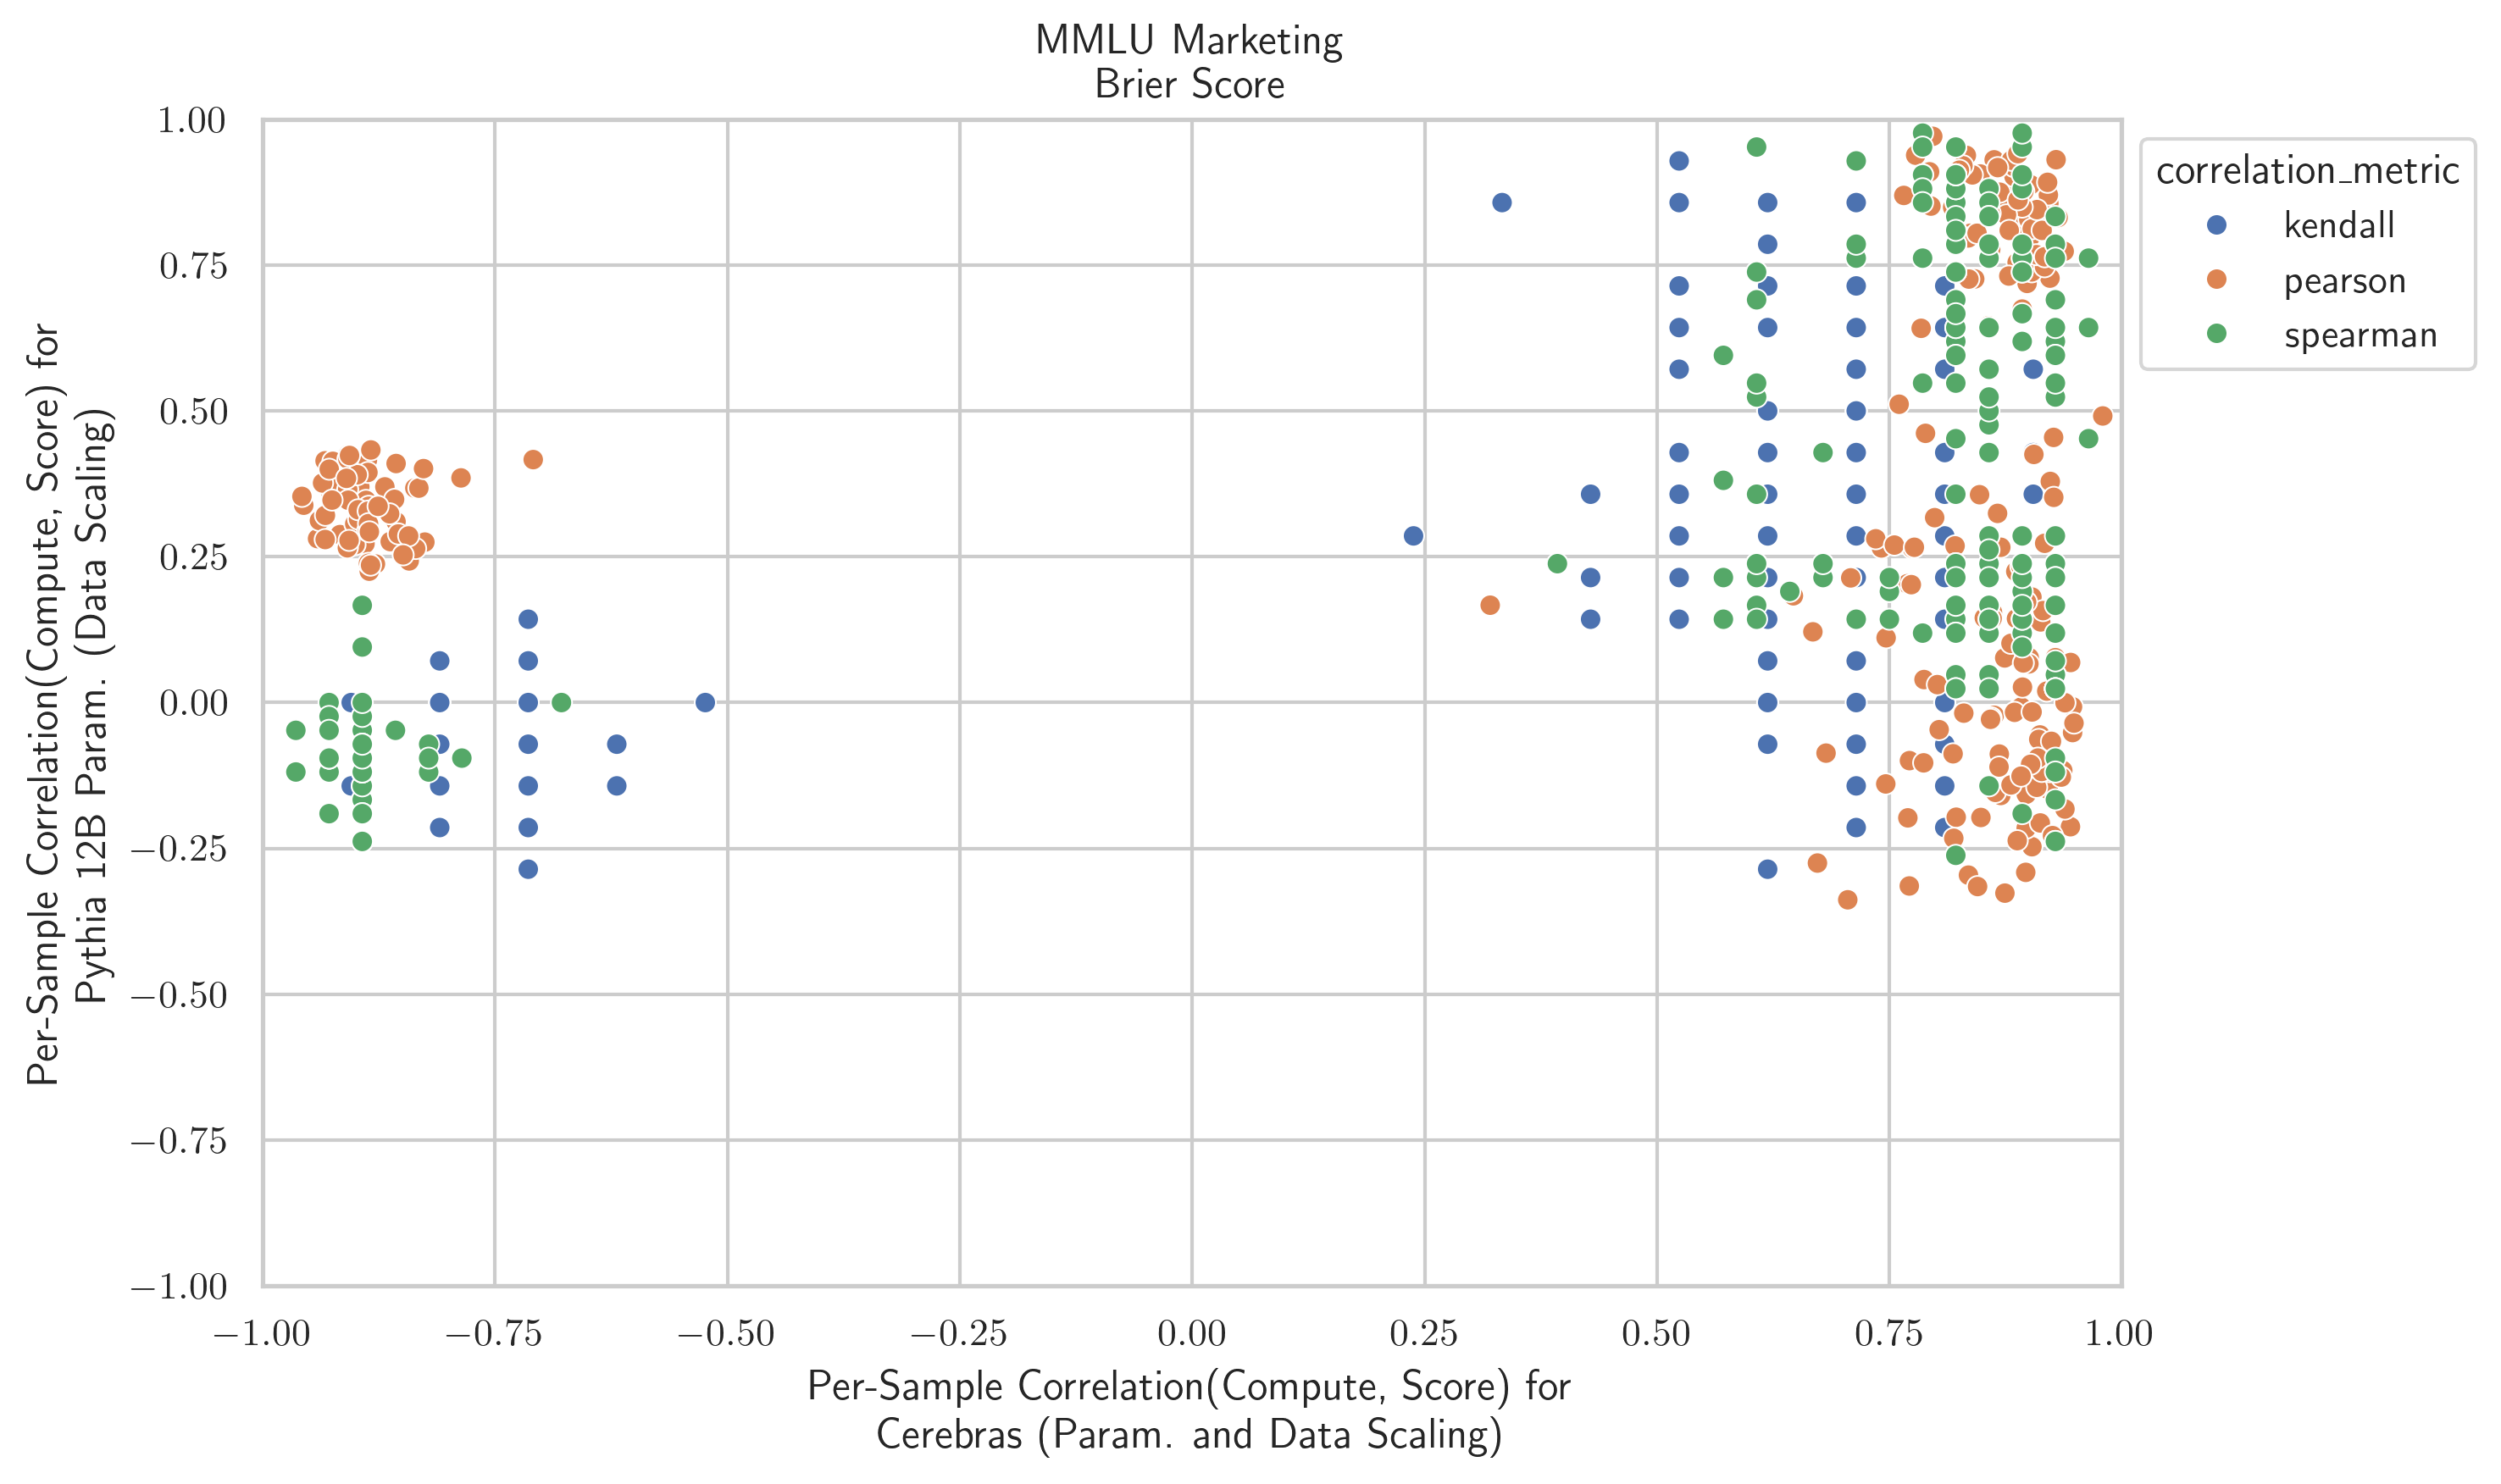 MMLU Marketing
Brier Score
Per-Sample Correlation(Compute, Score) for
Pythia 12B Param. (Data Scaling)
1.00
0.75
0.50
0.25
0.00
−0.25
−0.50
−0.75
−1.00
−1.00 −0.75 −0.50 −0.25 0.00 0.25 0.50 0.75 1.00
Per-Sample Correlation(Compute, Score) for
Cerebras (Param. and Data Scaling)
correlation_metric
kendall
pearson
spearman